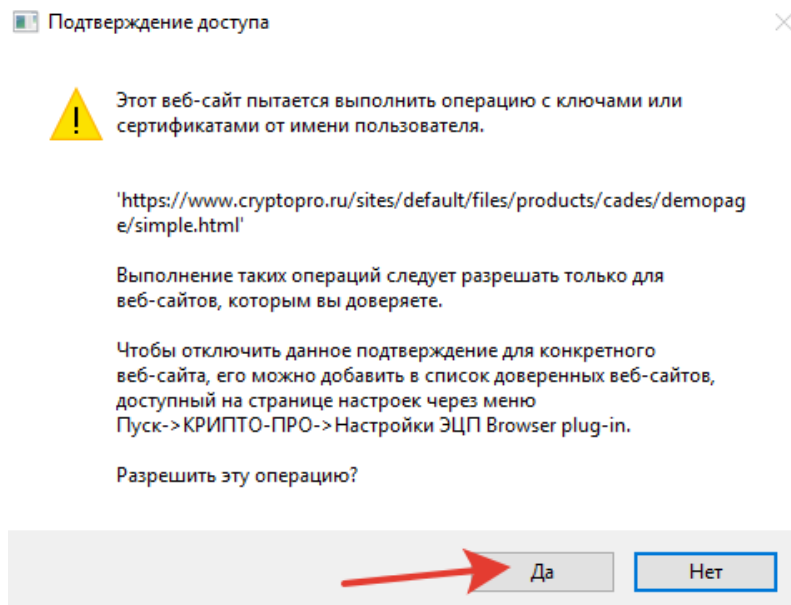 Подтверждение доступа
Этот веб-сайт пытается выполнить операцию с ключами или
сертификатами от имени пользователя.
'https://www.cryptopro.ru/sites/default/files/products/cades/demopag
e/simple.html'
Выполнение таких операций следует разрешать только для
веб-сайтов, которым вы доверяете.
Чтобы отключить данное подтверждение для конкретного
веб-сайта, его можно добавить в список доверенных веб-сайтов,
доступный на странице настроек через меню
Пуск->КРИПТО-ПРО->Настройки ЭЦП Browser plug-in.
Разрешить эту операцию?
Да Нет